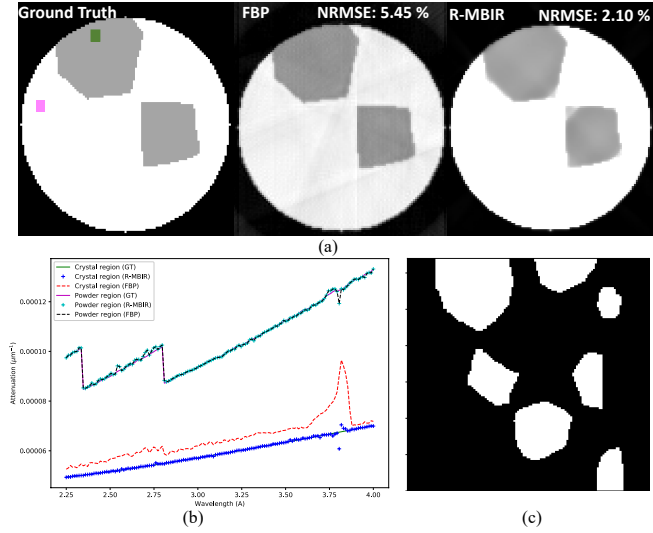 Ground Truth
FBP NRMSE: 5.45 %
R-MBIR NRMSE: 2.10 %
(a)
Crystal region (GT)
Crystal region (R-MBIR)
Crystal region (FBP)
Powder region (GT)
Powder region (R-MBIR)
Powder region (FBP)
Attenuation (μm⁻¹)
0.00012
0.00010
0.00008
0.00006
2.25 2.50 2.75 3.00 3.25 3.50 3.75 4.00
Wavelength (A)
(b)
(c)